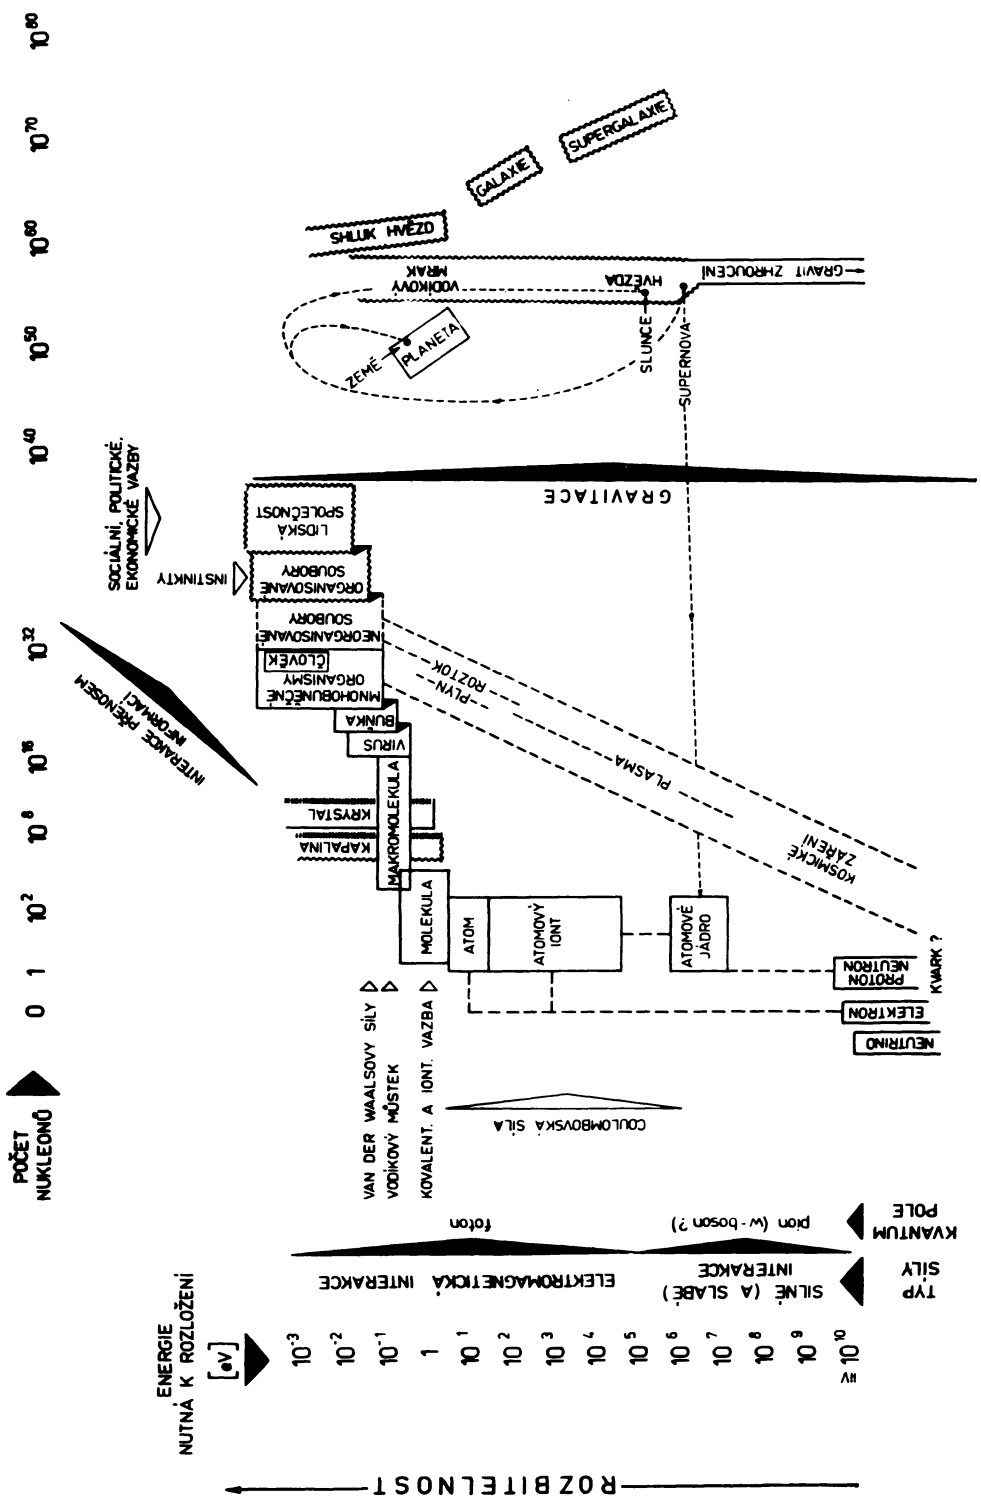 POČET
NUKLEONŮ
0
1
10²
10⁸
10¹⁶
10³²
10⁴⁰
10⁵⁰
10⁶⁰
10⁷⁰
10⁸⁰
SOCIÁLNÍ, POLITICKÉ,
EKONOMICKÉ VAZBY
INSTINKTY
INTERAKCE PŘENOSEM
INFORMACÍ
LIDSKÁ
SPOLEČNOST
ORGANISOVANÉ
SOUBORY
NEORGANISOVANÉ
SOUBORY
ČLOVĚK
MNOHOBUNĚČNÉ
ORGANISMY
BUŇKA
VIRUS
MAKROMOLEKULA
KRYSTAL
KAPALINA
MOLEKULA
ATOM
ATOMOVÝ
IONT
ATOMOVÉ
JÁDRO
PROTON
NEUTRON
KVARK ?
ELEKTRON
NEUTRINO
ROZTOK
PLYN
PLASMA
KOSMICKÉ
ZÁŘENÍ
GRAVITACE
ZEMĚ
PLANETA
SLUNCE
SUPERNOVA
HVĚZDA
VODÍKOVÝ
MRAK
GRAVIT ZHROUCENÍ
SHLUK HVĚZD
GALAXIE
SUPERGALAXIE
VAN DER WAALSOVY SÍLY
VODÍKOVÝ MŮSTEK
KOVALENT. A IONT. VAZBA
COULOMBOVSKÁ SÍLA
KVANTUM
POLE
foton
pion (w-boson ?)
TYP
SÍLY
ELEKTROMAGNETICKÁ INTERAKCE
SILNÉ (A SLABÉ)
INTERAKCE
ENERGIE
NUTNÁ K ROZLOŽENÍ
[eV]
10⁻³
10⁻²
10⁻¹
1
10¹
10²
10³
10⁴
10⁵
10⁶
10⁷
10⁸
10⁹
≧ 10¹⁰
ROZBITELNOST